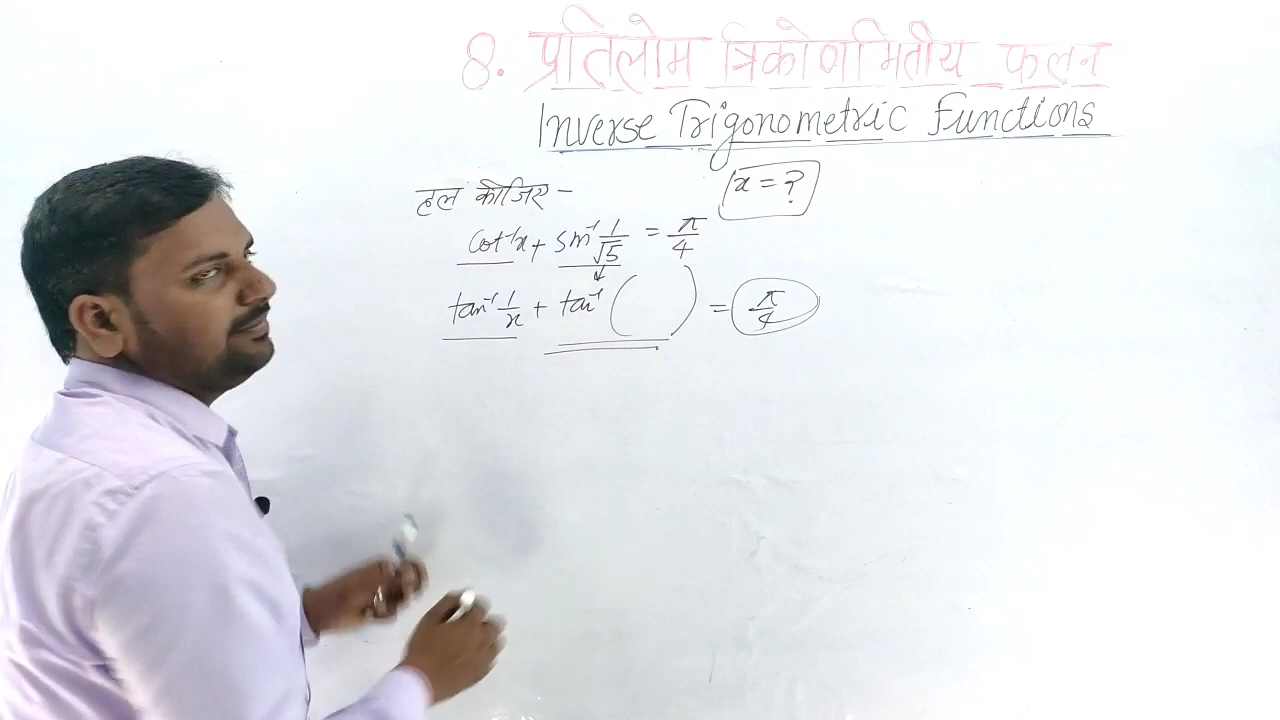 8. प्रतिलोम त्रिकोणमितीय फलन
Inverse Trigonometric Functions
हल कीजिए -
x = ?
cot⁻¹x + sin⁻¹ 1/√5 = π/4
tan⁻¹ 1/x + tan⁻¹ ( ) = π/4